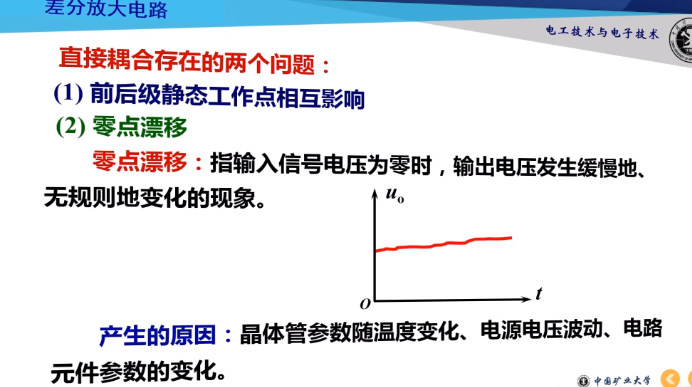 差分放大电路
电工技术与电子技术
直接耦合存在的两个问题：
(1) 前后级静态工作点相互影响
(2) 零点漂移
零点漂移：指输入信号电压为零时，输出电压发生缓慢地、
无规则地变化的现象。
uo
O
t
产生的原因：晶体管参数随温度变化、电源电压波动、电路
元件参数的变化。
中国矿业大学